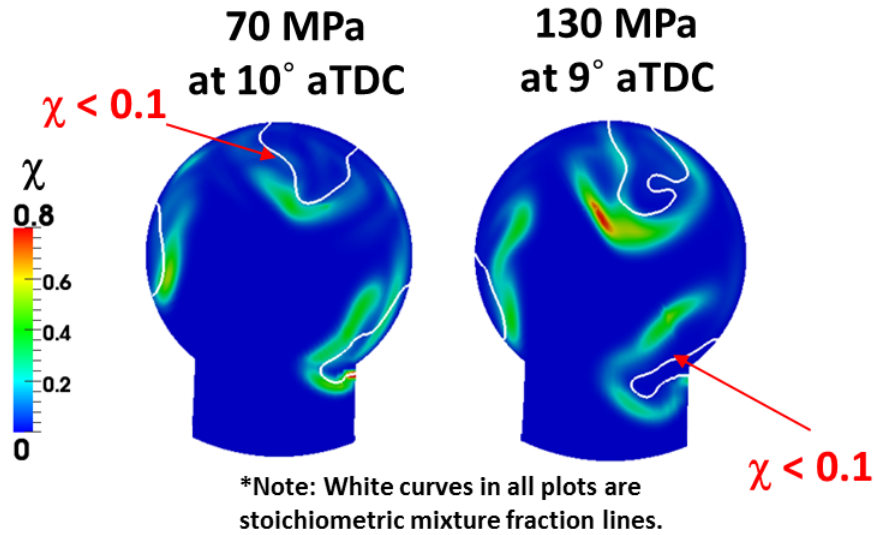 70 MPa
at 10° aTDC
130 MPa
at 9° aTDC
χ < 0.1
χ
0.8
0.6
0.4
0.2
0
χ < 0.1
*Note: White curves in all plots are
stoichiometric mixture fraction lines.